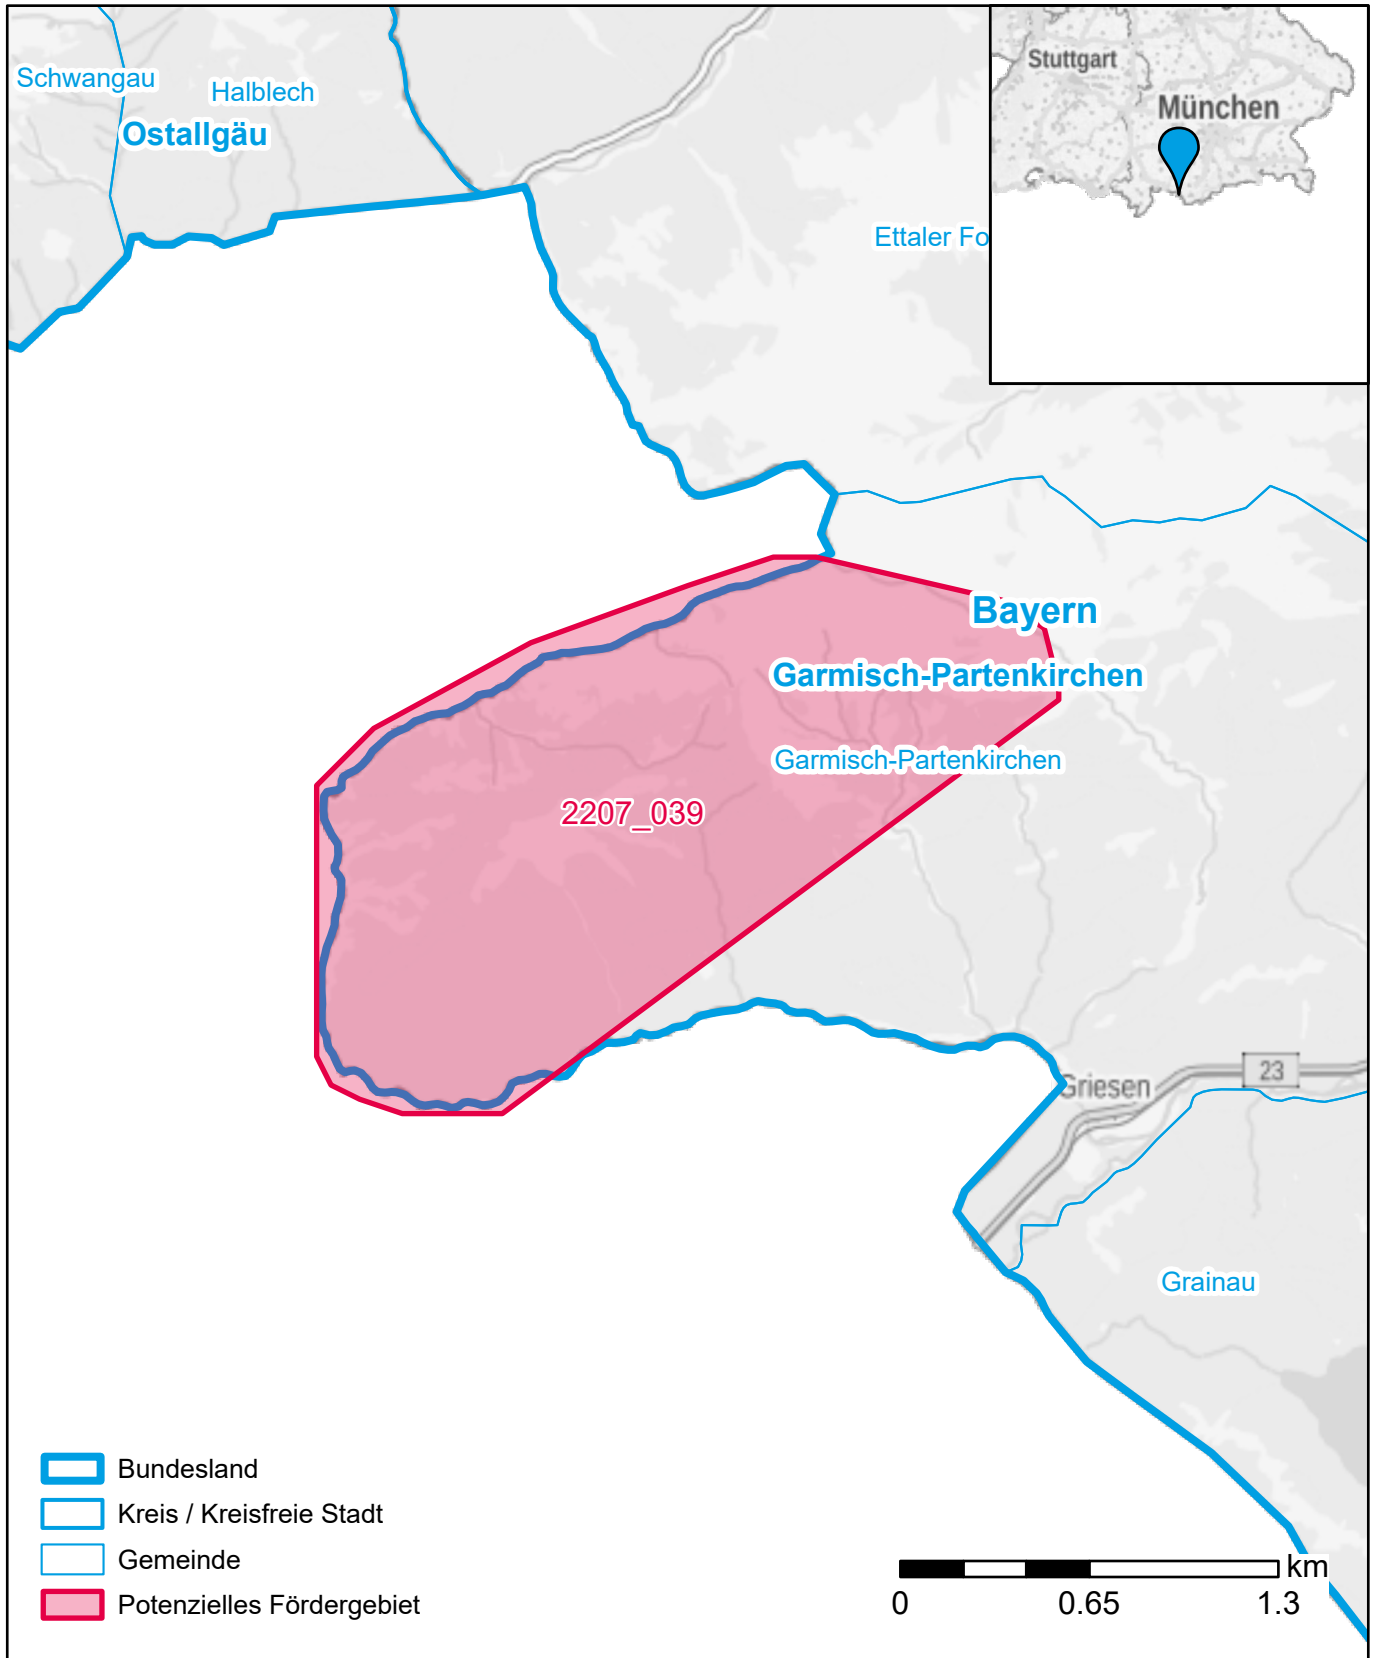 Schwangau
Halblech
Ostallgäu
Stuttgart
München
Ettaler Fo
Bayern
Garmisch-Partenkirchen
Garmisch-Partenkirchen
2207_039
23
Griesen
Grainau
Bundesland
Kreis / Kreisfreie Stadt
Gemeinde
Potenzielles Fördergebiet
km
0 0.65 1.3